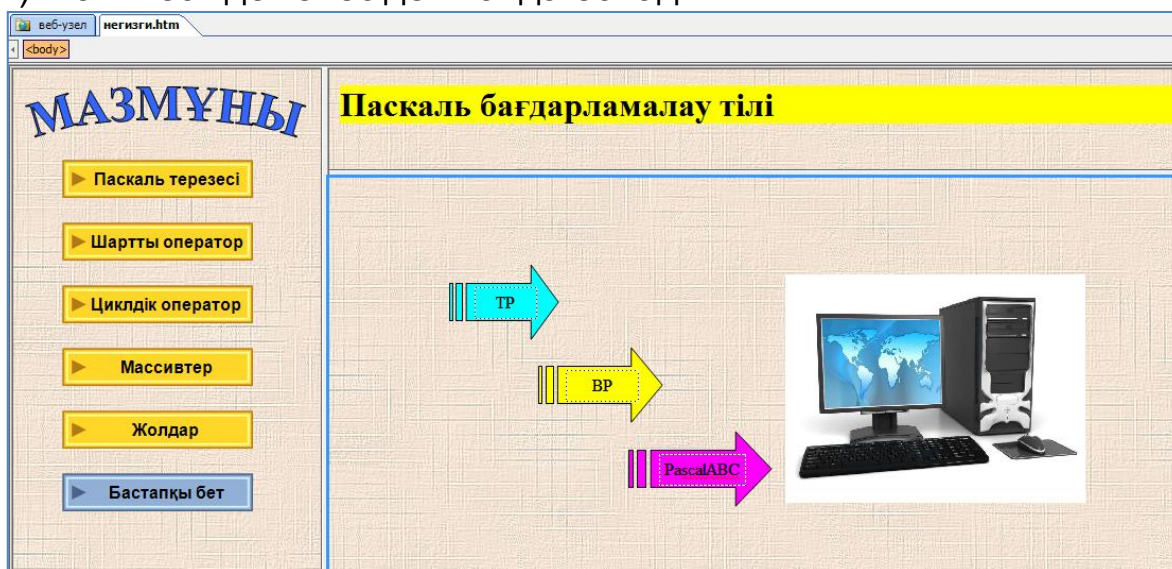 веб-узел негизги.htm
<body>
МАЗМҰНЫ
Паскаль терезесі
Шартты оператор
Циклдік оператор
Массивтер
Жолдар
Бастапқы бет
Паскаль бағдарламалау тілі
TP
BP
PascalABC